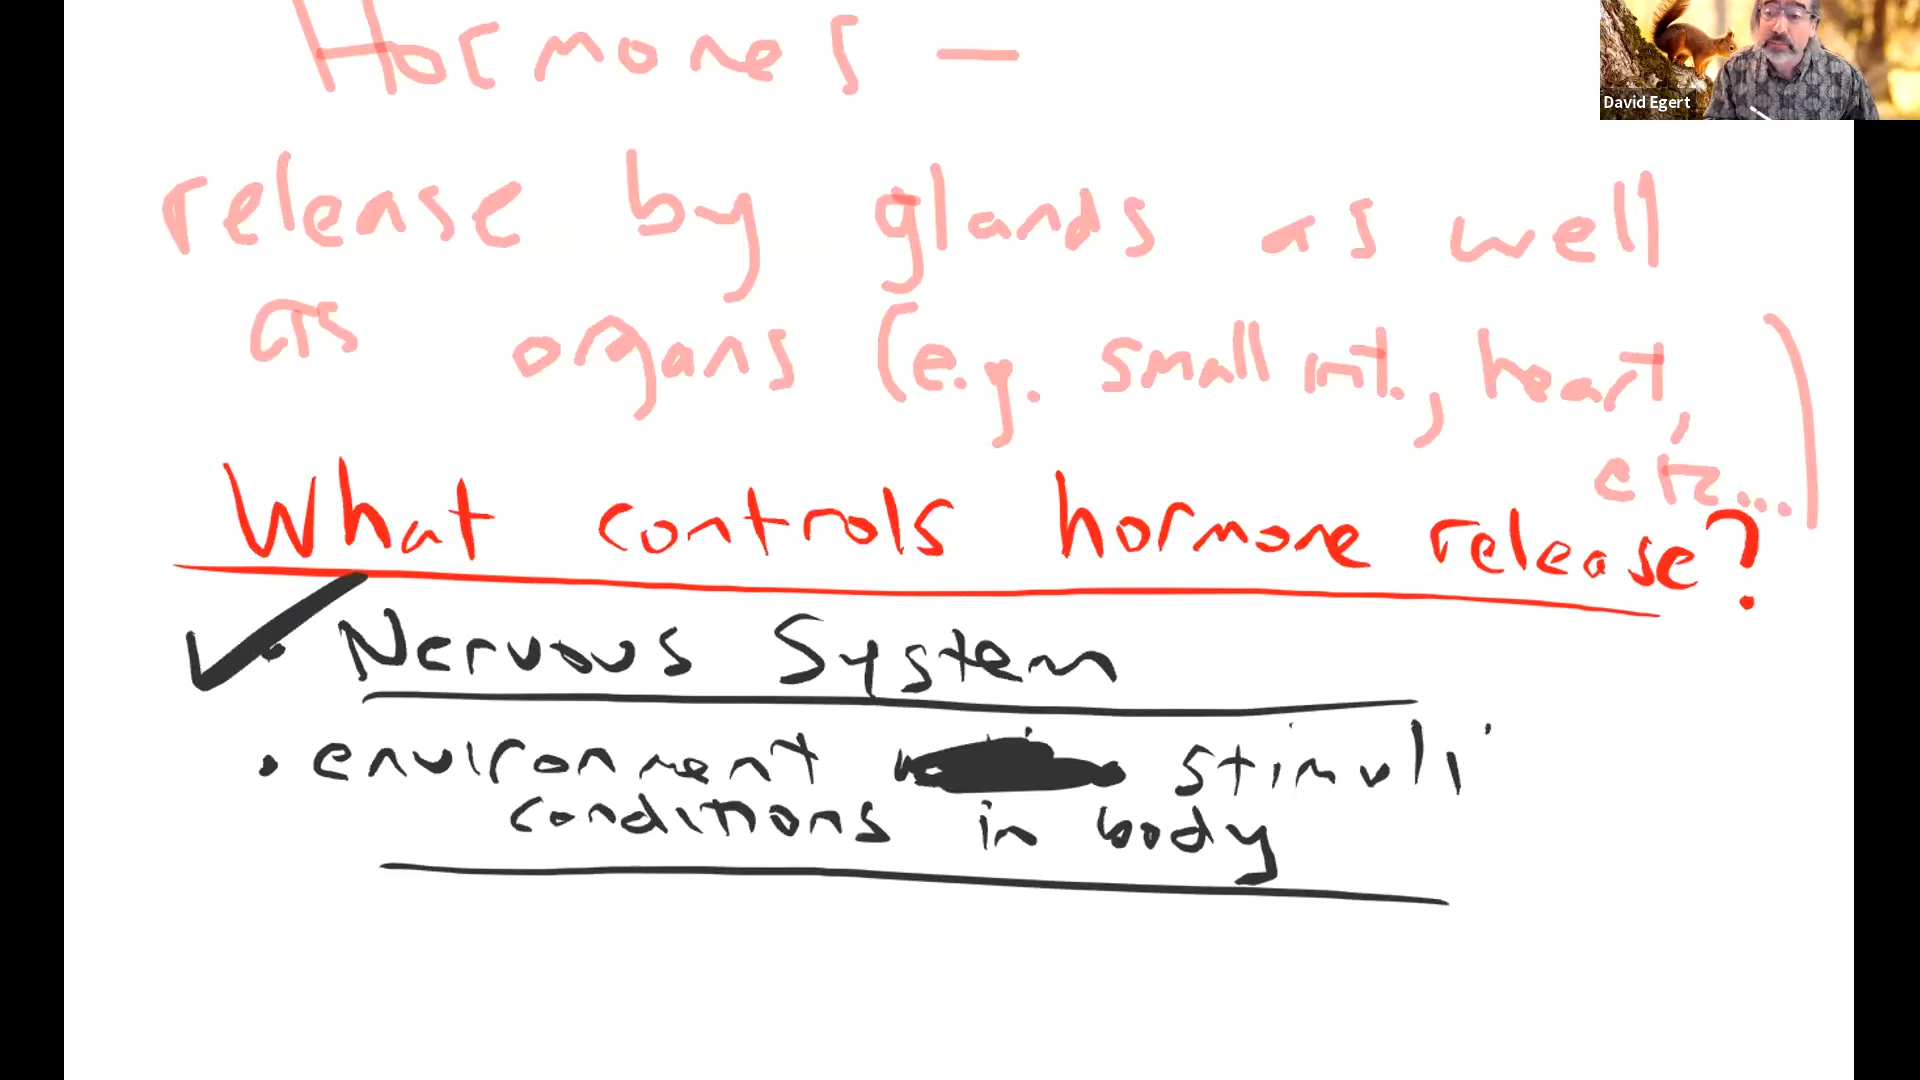 Hormones —
David Egert
release by glands as well
as organs (e.g. small int., heart,
etc...)
What controls hormone release?
• Nervous System
• environment stimuli
conditions in body